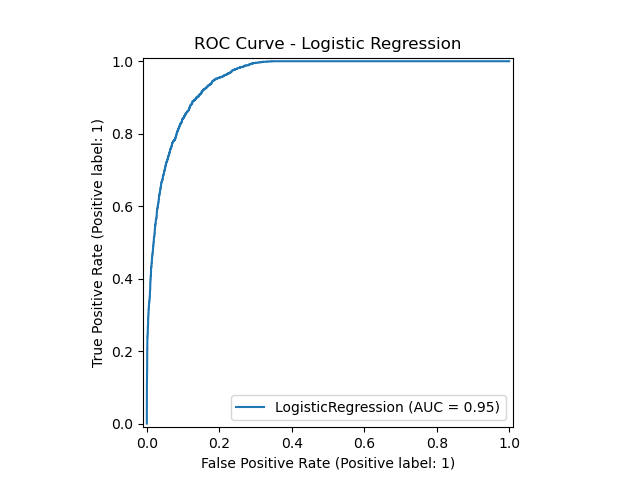 ROC Curve - Logistic Regression
True Positive Rate (Positive label: 1)
1.0
0.8
0.6
0.4
0.2
0.0
LogisticRegression (AUC = 0.95)
0.0 0.2 0.4 0.6 0.8 1.0
False Positive Rate (Positive label: 1)